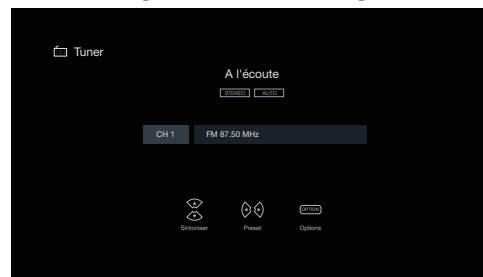 Tuner
A l'écoute
STEREO AUTO
CH 1 FM 87.50 MHz
OPTION
Sintoniser Preset Options